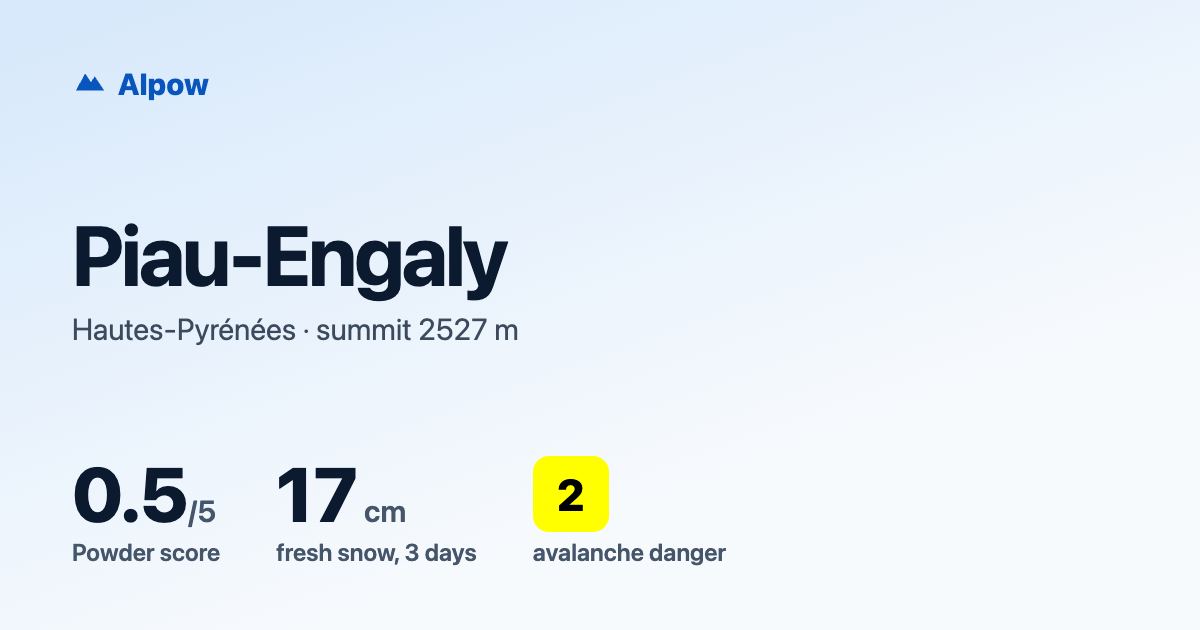 Alpow
Piau-Engaly
Hautes-Pyrénées · summit 2527 m
0.5/5
Powder score
17 cm
fresh snow, 3 days
2
avalanche danger